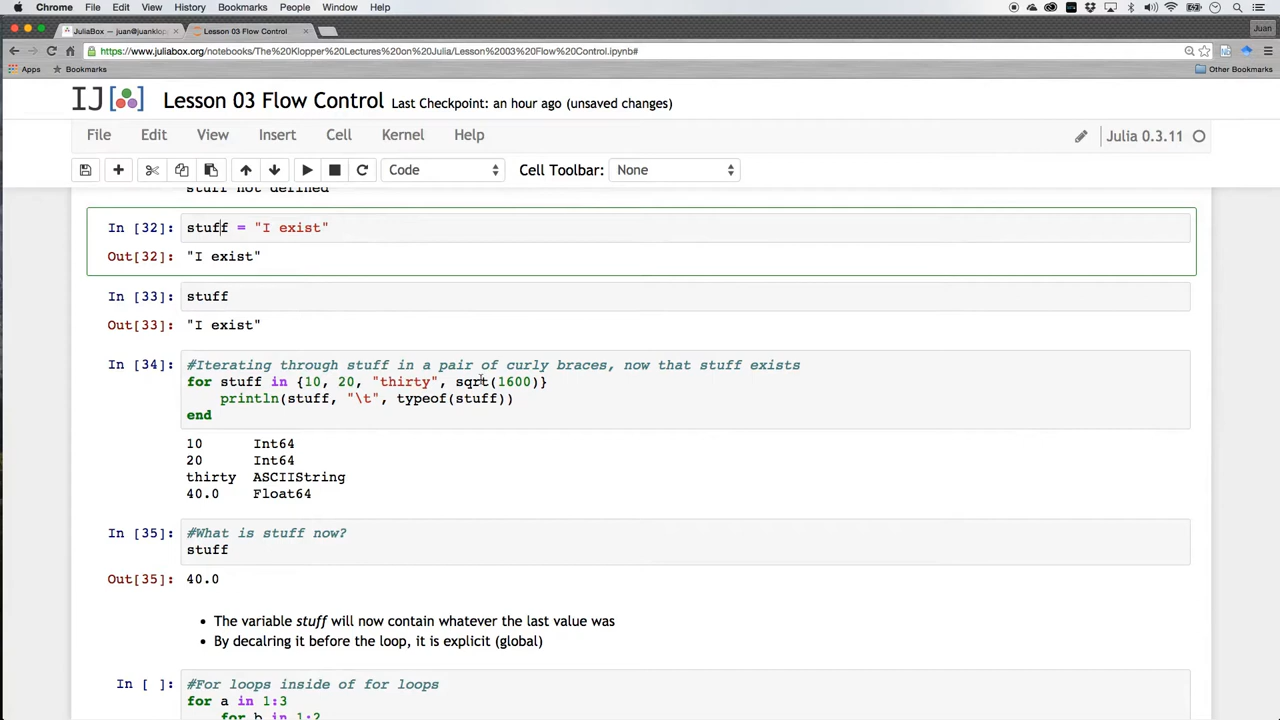 Chrome File Edit View History Bookmarks People Window Help
JuliaBox — juan@juanklop × Lesson 03 Flow Control × Juan
https://www.juliabox.org/notebooks/The%20Klopper%20Lectures%20on%20Julia/Lesson%2003%20Flow%20Control.ipynb#
Apps Bookmarks Other Bookmarks
IJ[ ] Lesson 03 Flow Control Last Checkpoint: an hour ago (unsaved changes)
File Edit View Insert Cell Kernel Help Julia 0.3.11
Code Cell Toolbar: None
stuff not defined
In [32]: stuff = "I exist"
Out[32]: "I exist"
In [33]: stuff
Out[33]: "I exist"
In [34]: #Iterating through stuff in a pair of curly braces, now that stuff exists
for stuff in {10, 20, "thirty", sqrt(1600)}
println(stuff, "\t", typeof(stuff))
end
10 Int64
20 Int64
thirty ASCIIString
40.0 Float64
In [35]: #What is stuff now?
stuff
Out[35]: 40.0
• The variable stuff will now contain whatever the last value was
• By decalring it before the loop, it is explicit (global)
In [ ]: #For loops inside of for loops
for a in 1:3
for b in 1:2